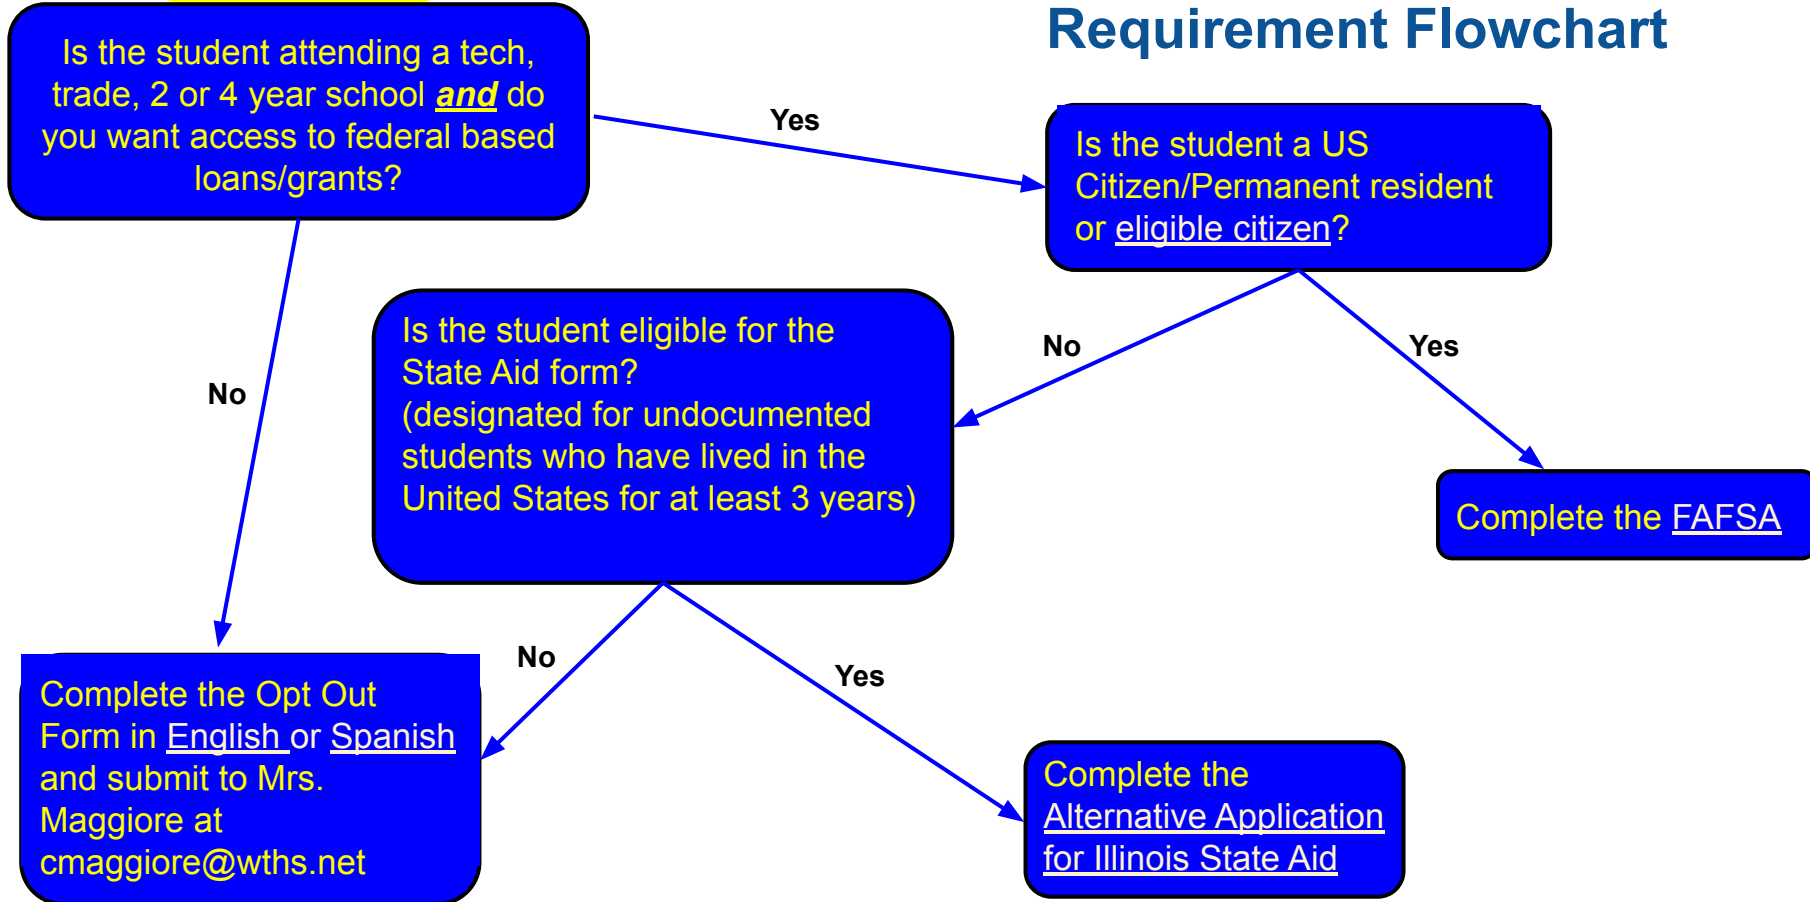 Requirement Flowchart
Is the student attending a tech,
trade, 2 or 4 year school and do
you want access to federal based
loans/grants?
Yes
Is the student a US
Citizen/Permanent resident
or eligible citizen?
No
Is the student eligible for the
State Aid form?
(designated for undocumented
students who have lived in the
United States for at least 3 years)
No
Yes
Complete the FAFSA
No
Yes
Complete the Opt Out
Form in English or Spanish
and submit to Mrs.
Maggiore at
cmaggiore@wths.net
Complete the
Alternative Application
for Illinois State Aid